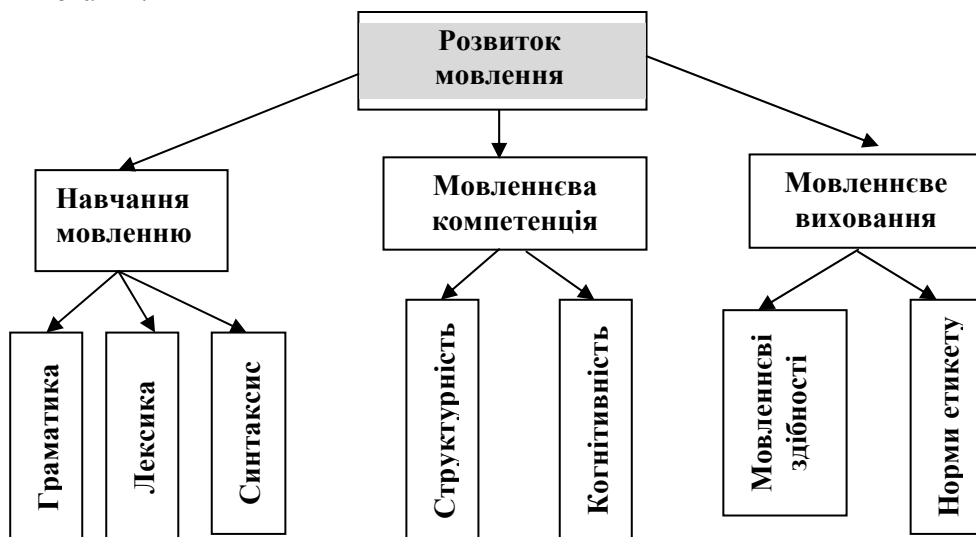 Розвиток
мовлення
Навчання
мовленню
Мовленнєва
компетенція
Мовленнєве
виховання
Граматика
Лексика
Синтаксис
Структурність
Когнітивність
Мовленнєві
здібності
Норми етикету